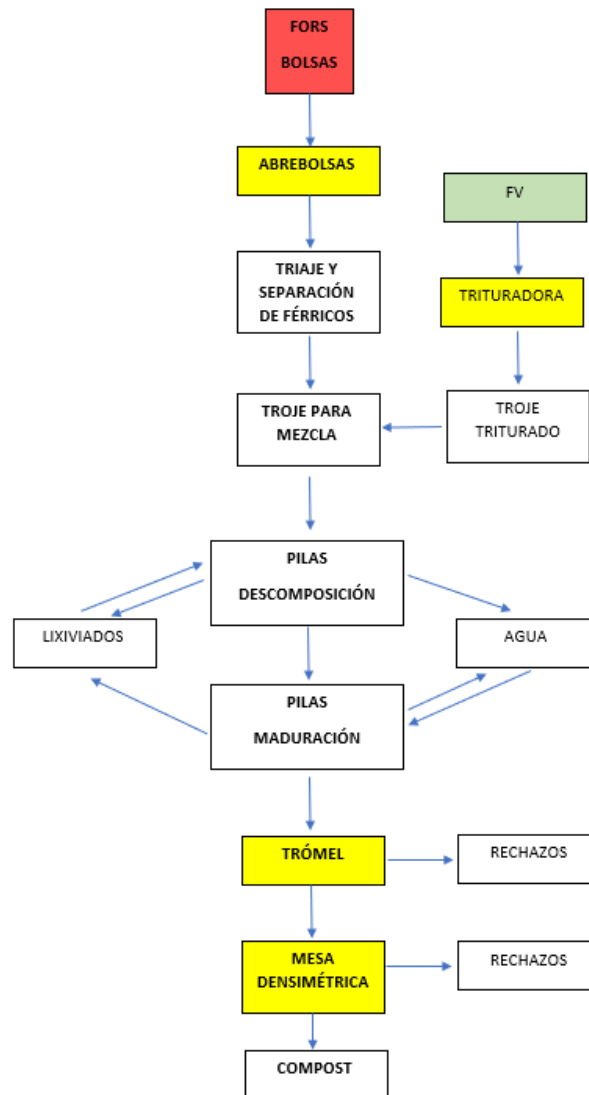 FORS
BOLSAS
ABREBOLSAS
FV
TRIAJE Y
SEPARACIÓN
DE FÉRRICOS
TRITURADORA
TROJE PARA
MEZCLA
TROJE
TRITURADO
PILAS
DESCOMPOSICIÓN
LIXIVIADOS
AGUA
PILAS
MADURACIÓN
TRÓMEL
RECHAZOS
MESA
DENSIMÉTRICA
RECHAZOS
COMPOST